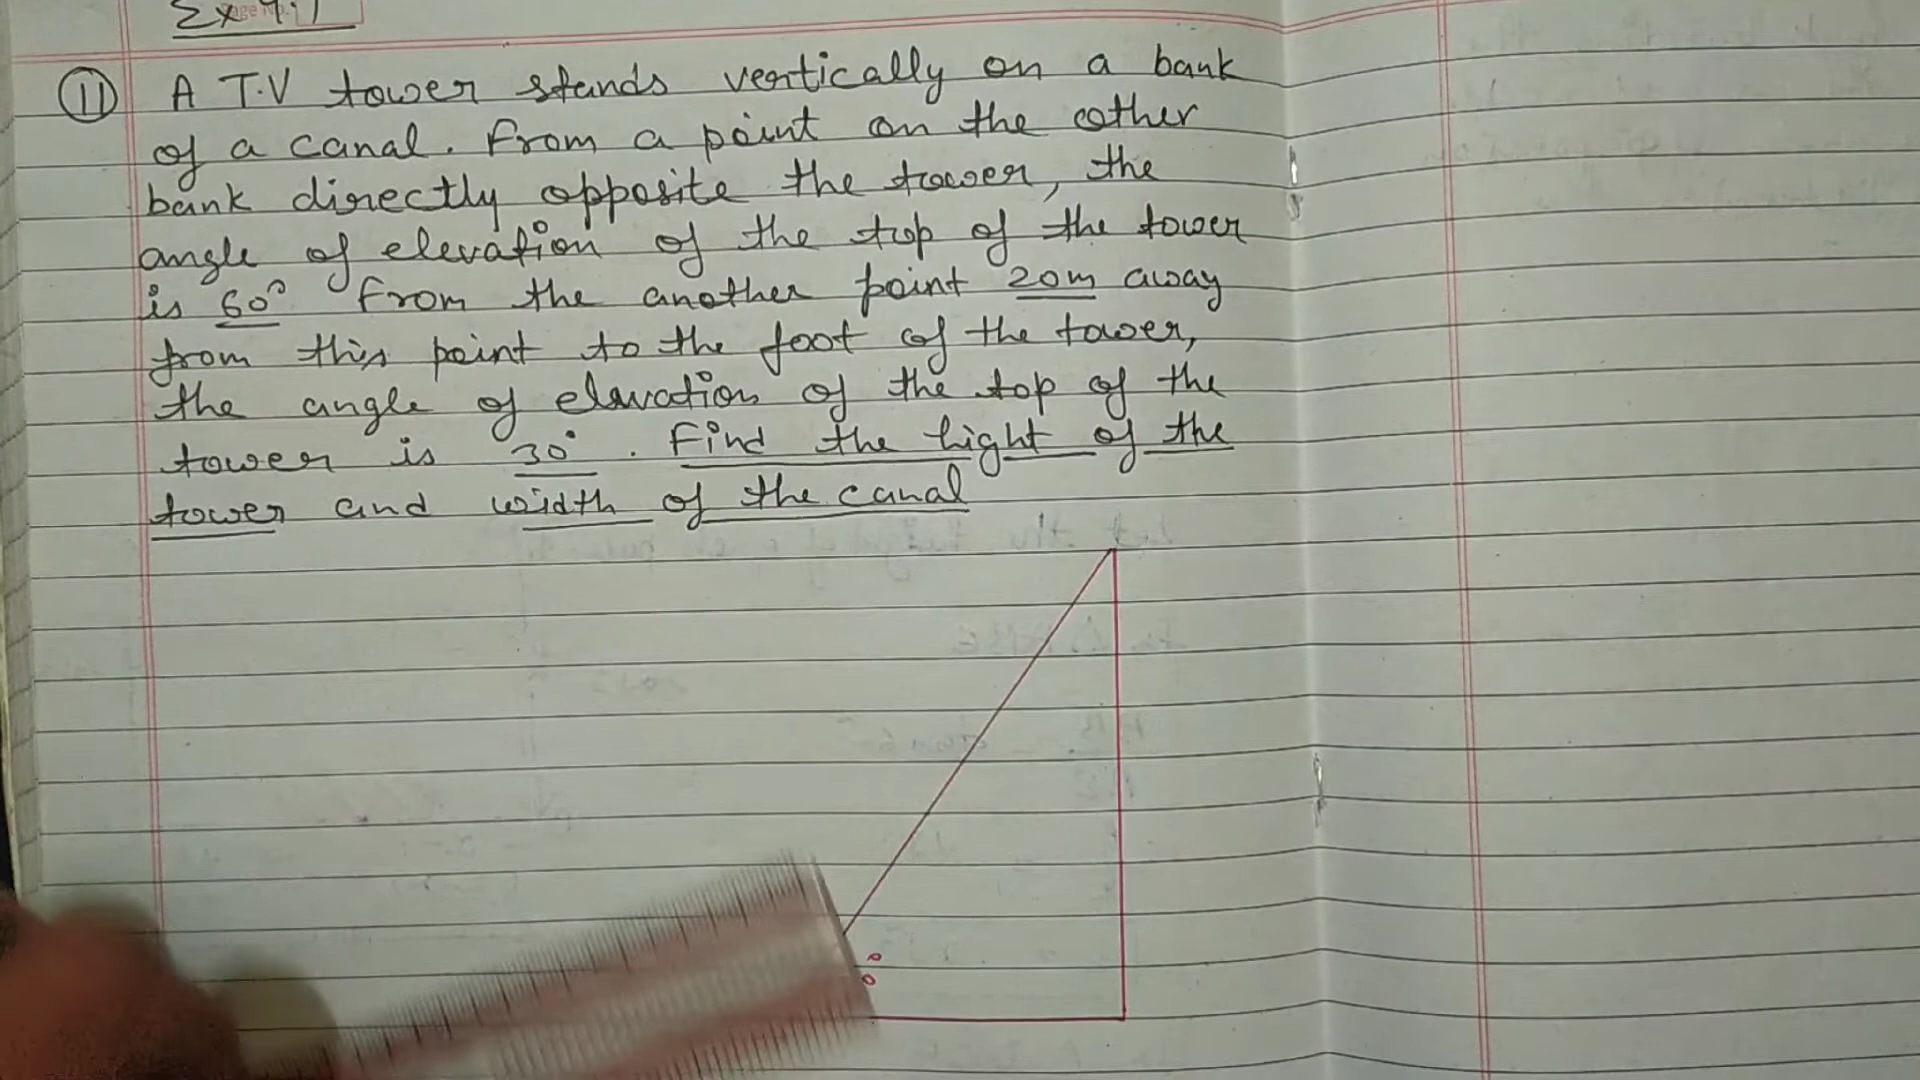 Ex 9.1
Page No.
11 A T.V tower stands vertically on a bank
of a canal. From a point on the other
bank directly opposite the tower, the
angle of elevation of the top of the tower
is 60° From the another point 20m away
from this point to the foot of the tower,
the angle of elevation of the top of the
tower is 30°. Find the hight of the
tower and width of the canal